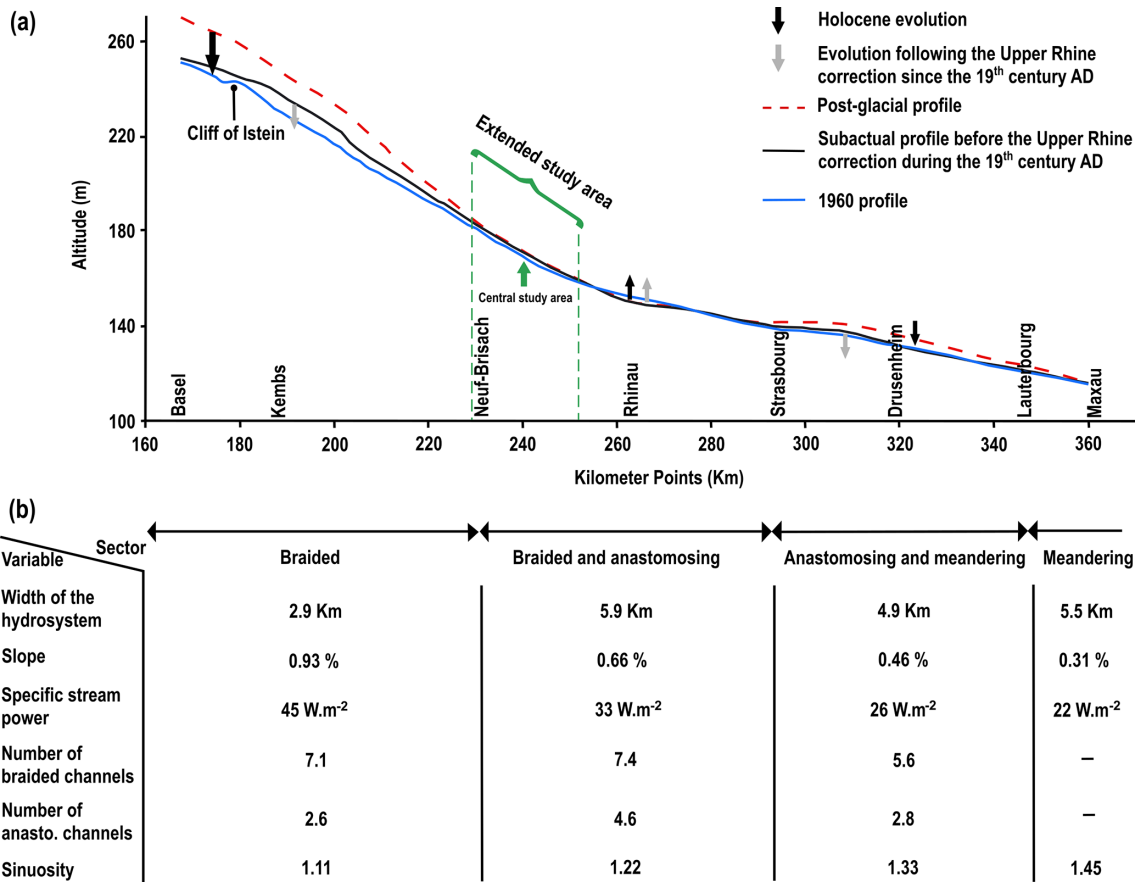 (a)
260
220
180
140
100
Altitude (m)
160
180
200
220
240
260
280
300
320
340
360
Kilometer Points (Km)
Cliff of Istein
Extended study area
Central study area
Basel
Kembs
Neuf-Brisach
Rhinau
Strasbourg
Drusenheim
Lauterbourg
Maxau
Holocene evolution
Evolution following the Upper Rhine
correction since the 19th century AD
Post-glacial profile
Subactual profile before the Upper Rhine
correction during the 19th century AD
1960 profile
(b)
Sector
Variable
Braided
Braided and anastomosing
Anastomosing and meandering
Meandering
Width of the
hydrosystem
2.9 Km
5.9 Km
4.9 Km
5.5 Km
Slope
0.93 %
0.66 %
0.46 %
0.31 %
Specific stream
power
45 W.m-2
33 W.m-2
26 W.m-2
22 W.m-2
Number of
braided channels
7.1
7.4
5.6
–
Number of
anasto. channels
2.6
4.6
2.8
–
Sinuosity
1.11
1.22
1.33
1.45